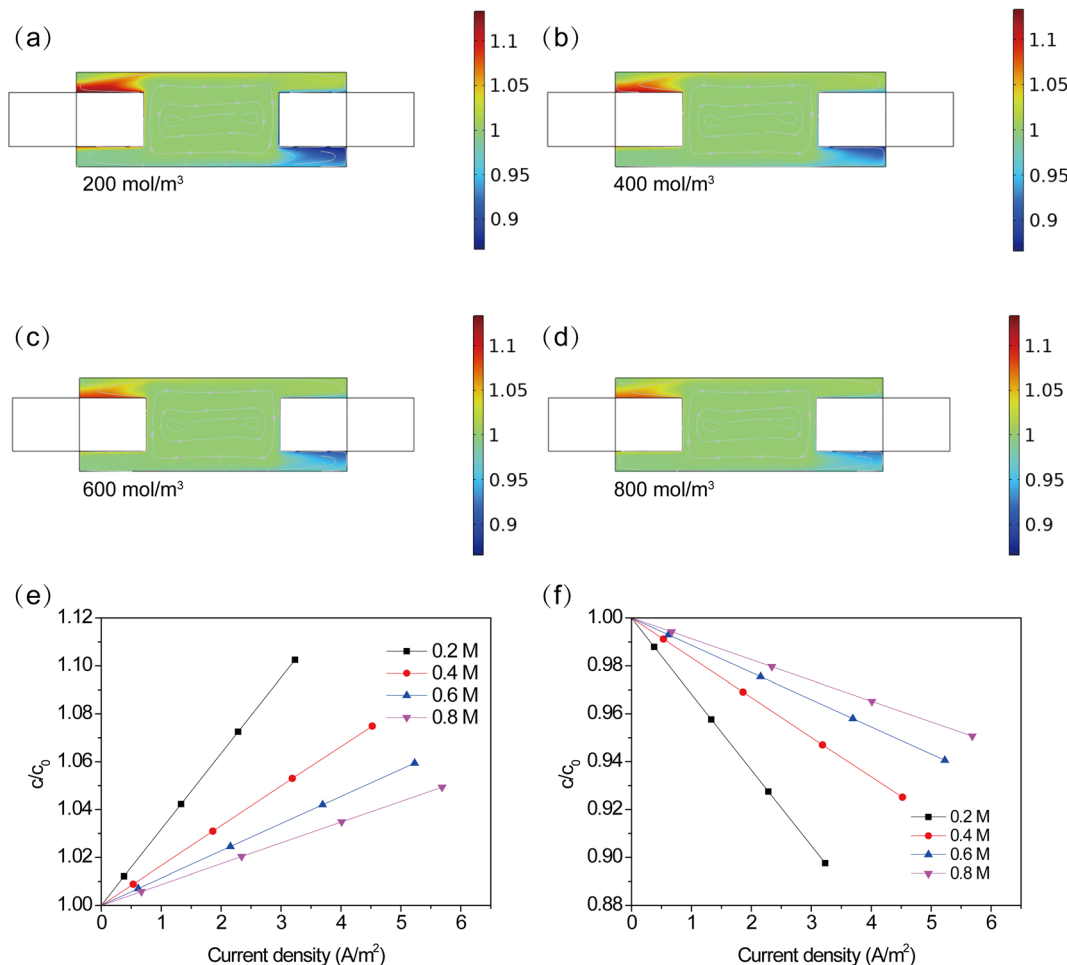 (a)
1.1
1.05
1
0.95
0.9
200 mol/m³
(b)
1.1
1.05
1
0.95
0.9
400 mol/m³
(c)
1.1
1.05
1
0.95
0.9
600 mol/m³
(d)
1.1
1.05
1
0.95
0.9
800 mol/m³
(e)
1.12
1.10
1.08
1.06
1.04
1.02
1.00
c/c₀
0.2 M
0.4 M
0.6 M
0.8 M
0 1 2 3 4 5 6
Current density (A/m²)
(f)
1.00
0.98
0.96
0.94
0.92
0.90
0.88
c/c₀
0.2 M
0.4 M
0.6 M
0.8 M
0 1 2 3 4 5 6
Current density (A/m²)